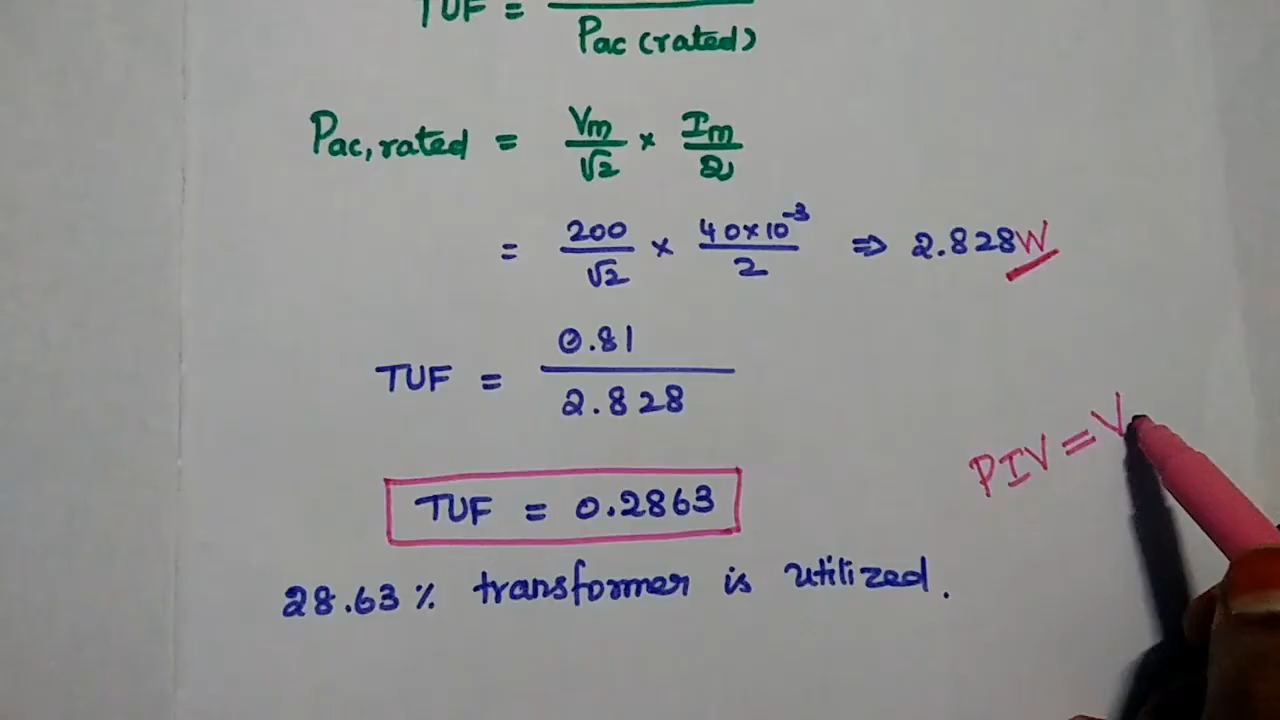 TUF =
Pac (rated)
Pac, rated = Vm/√2 × Im/2
= 200/√2 × 40×10⁻³/2 ⇒ 2.828W
TUF = 0.81/2.828
PIV = V
TUF = 0.2863
28.63% transformer is utilized.